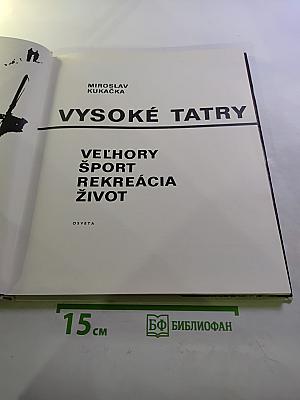 MIROSLAV
KUKAČKA
VYSOKÉ TATRY
VEĽHORY
ŠPORT
REKREÁCIA
ŽIVOT
OSVETA
15 см
БФ БИБЛИОФАН